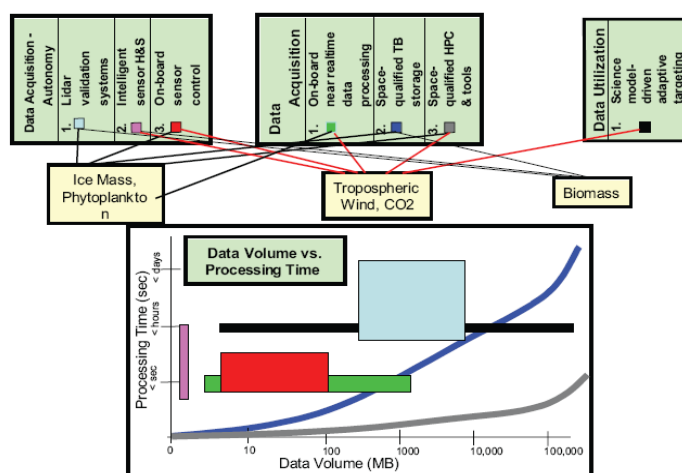 Data Acquisition -
Autonomy
1. Lidar
validation
systems
2. Intelligent
sensor H&S
3. On-board
sensor
control
Data
Acquisition
1. On-board
near realtime
data
processing
2. Space-
qualified TB
storage
3. Space-
qualified HPC
& tools
Data Utilization
1. Science
model-
driven
adaptive
targeting
Ice Mass,
Phytoplankto
n
Tropospheric
Wind, CO2
Biomass
Data Volume vs.
Processing Time
Processing Time (sec)
< days
< hours
< sec
0
10
100
1000
10,000
100,000
Data Volume (MB)